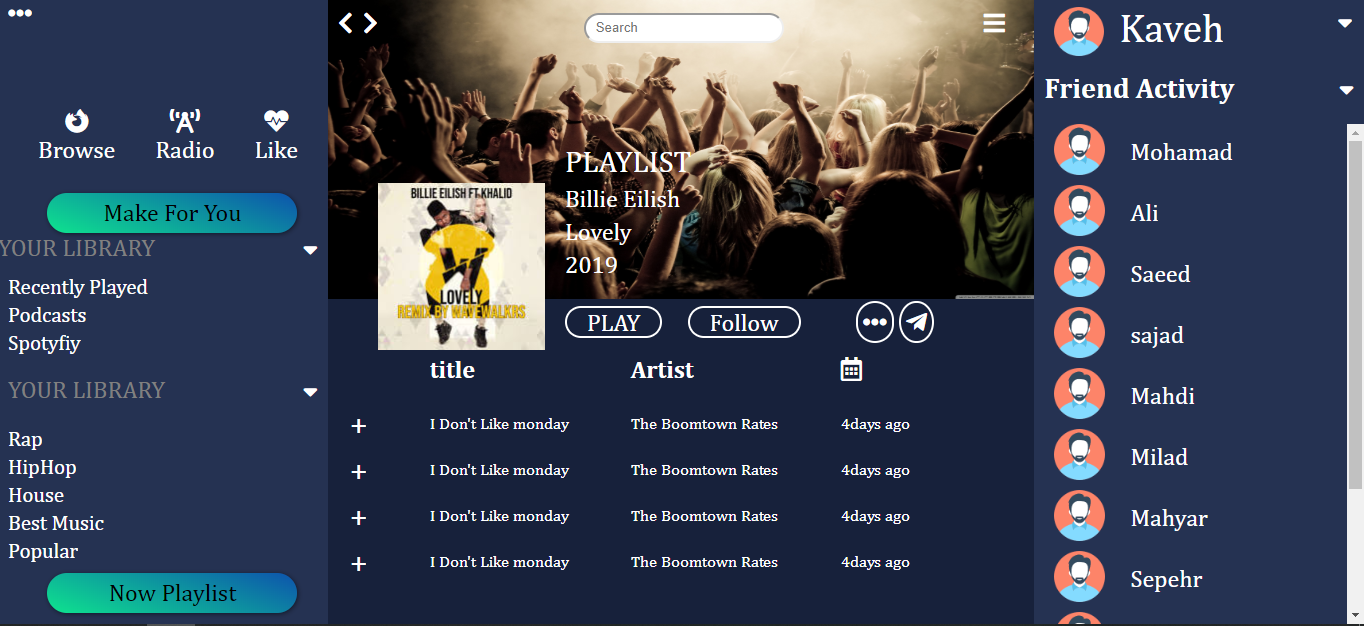 Browse
Radio
Like
Make For You
YOUR LIBRARY
Recently Played
Podcasts
Spotyfiy
YOUR LIBRARY
Rap
HipHop
House
Best Music
Popular
Now Playlist
Search
PLAYLIST
Billie Eilish
Lovely
2019
BILLIE EILISH FT.KHALID
LOVELY
REMIX BY WAVEWALKRS
PLAY
Follow
title
Artist
+
I Don't Like monday
The Boomtown Rates
4days ago
+
I Don't Like monday
The Boomtown Rates
4days ago
+
I Don't Like monday
The Boomtown Rates
4days ago
+
I Don't Like monday
The Boomtown Rates
4days ago
Kaveh
Friend Activity
Mohamad
Ali
Saeed
sajad
Mahdi
Milad
Mahyar
Sepehr